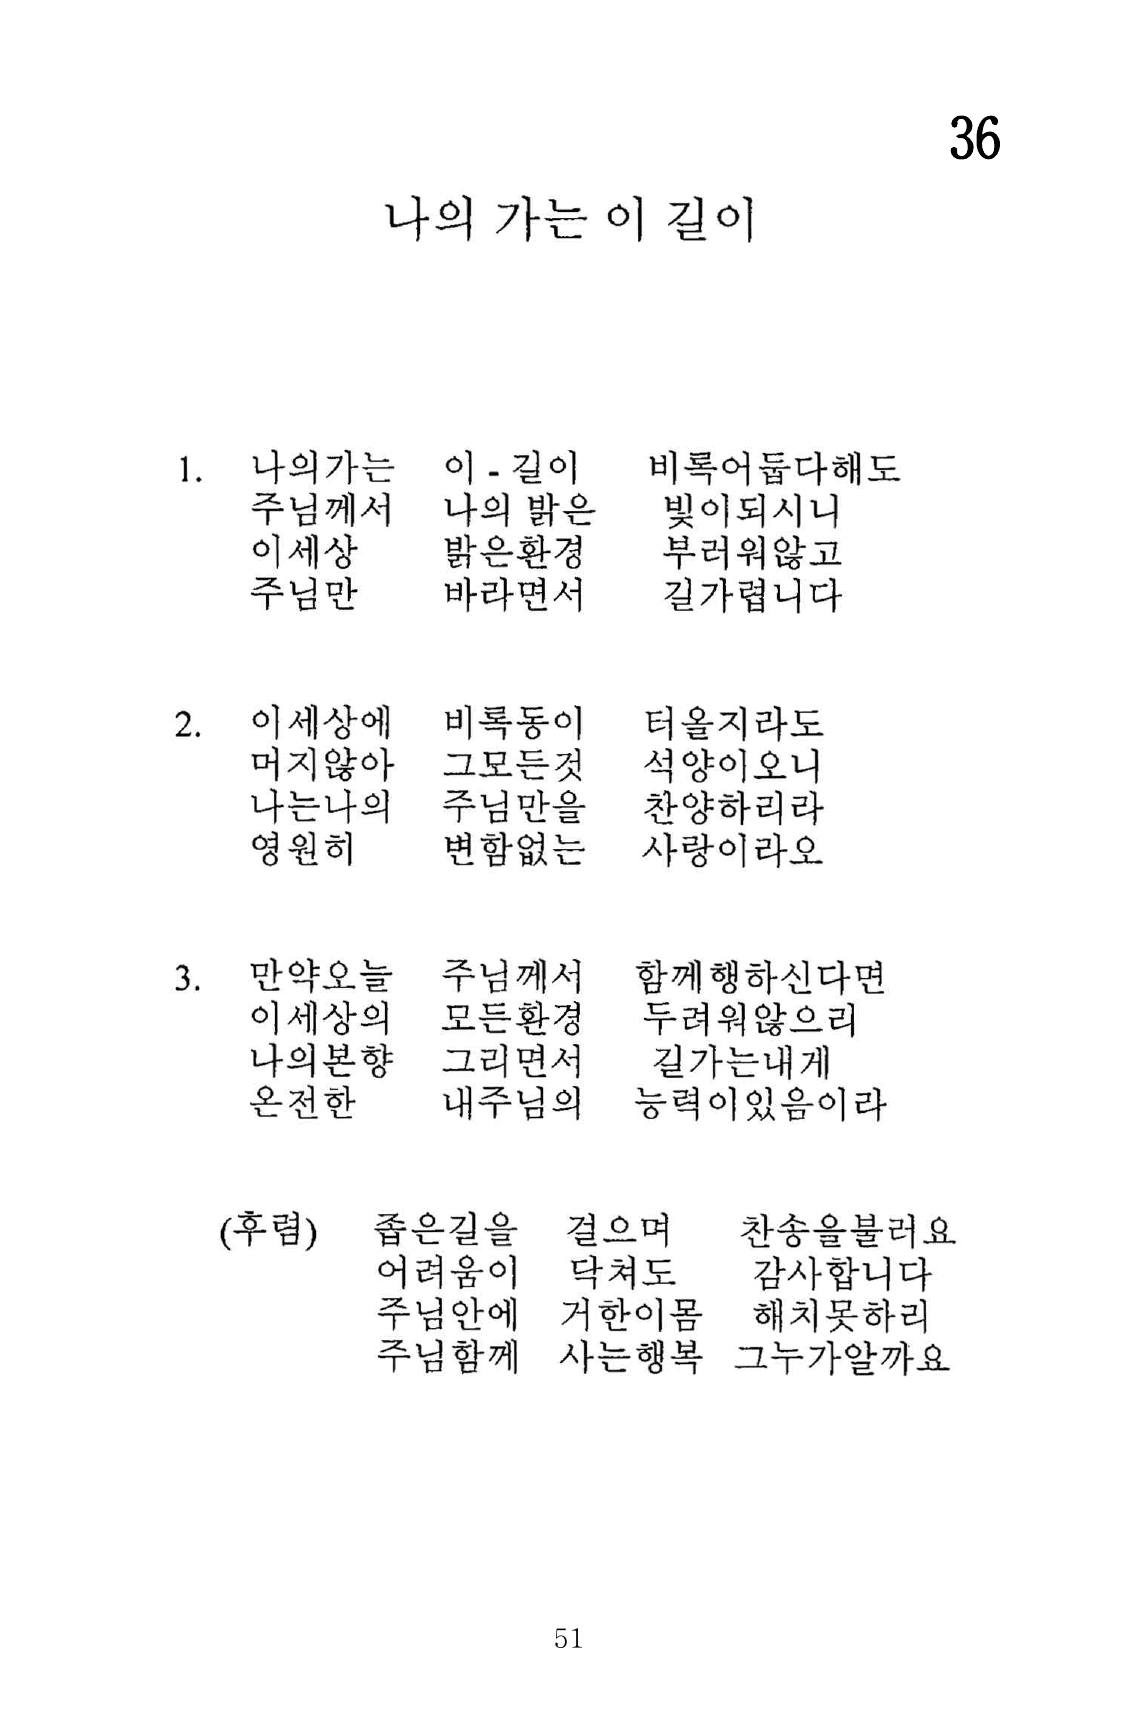 36
나의 가는 이 길이
1. 나의가는 이 - 길이 비록어둡다해도
주님께서 나의 밝은 빛이되시니
이세상 밝은환경 부러워않고
주님만 바라면서 길가렵니다
2. 이세상에 비록동이 터올지라도
머지않아 그모든것 석양이오니
나는나의 주님만을 찬양하리라
영원히 변함없는 사랑이라오
3. 만약오늘 주님께서 함께행하신다면
이세상의 모든환경 두려워않으리
나의본향 그리면서 길가는내게
온전한 내주님의 능력이있음이라
(후렴) 좁은길을 걸으며 찬송을불러요
어려움이 닥쳐도 감사합니다
주님안에 거한이몸 해치못하리
주님함께 사는행복 그누가알까요
51